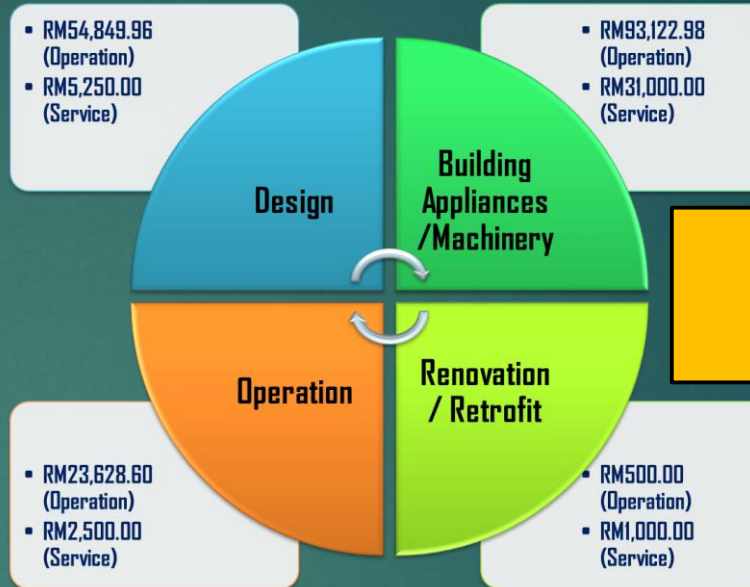 ▪ RM54,849.96
(Operation)
▪ RM5,250.00
(Service)
▪ RM93,122.98
(Operation)
▪ RM31,000.00
(Service)
Design
Building
Appliances
/Machinery
Operation
Renovation
/ Retrofit
▪ RM23,628.60
(Operation)
▪ RM2,500.00
(Service)
▪ RM500.00
(Operation)
▪ RM1,000.00
(Service)